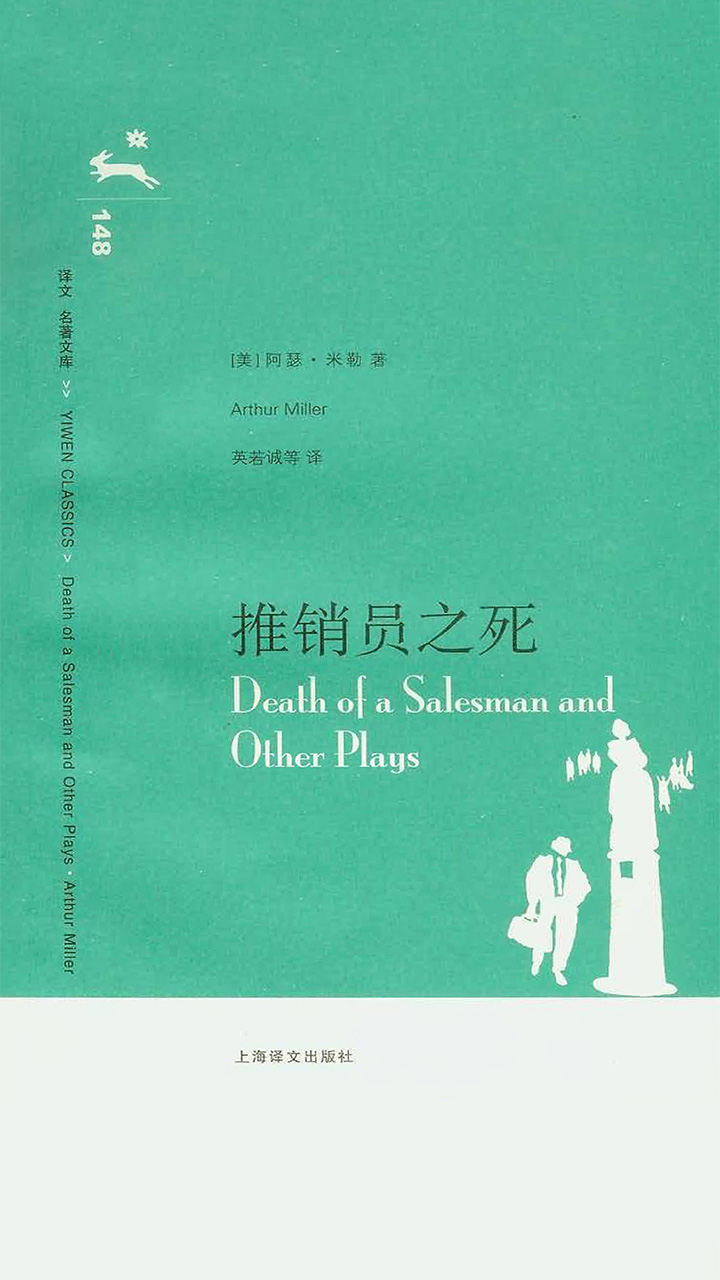 148
译文 名著文库 >> YIWEN CLASSICS > Death of a Salesman and Other Plays · Arthur Miller
[美] 阿瑟·米勒 著
Arthur Miller
英若诚等 译
推销员之死
Death of a Salesman and
Other Plays
上海译文出版社